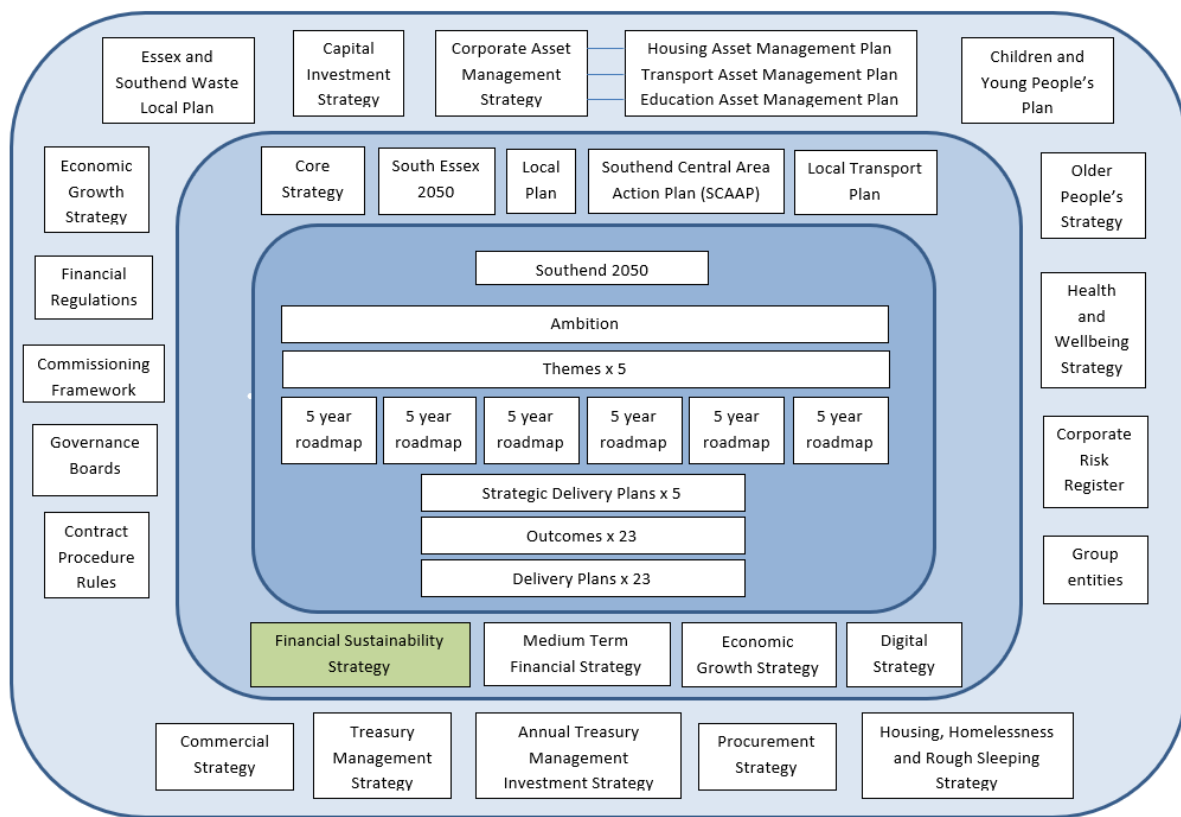 Essex and
Southend Waste
Local Plan
Capital
Investment
Strategy
Corporate Asset
Management
Strategy
Housing Asset Management Plan
Transport Asset Management Plan
Education Asset Management Plan
Children and
Young People's
Plan
Economic
Growth
Strategy
Financial
Regulations
Commissioning
Framework
Governance
Boards
Contract
Procedure
Rules
Core
Strategy
South Essex
2050
Local
Plan
Southend Central Area
Action Plan (SCAAP)
Local Transport
Plan
Southend 2050
Ambition
Themes x 5
5 year
roadmap
5 year
roadmap
5 year
roadmap
5 year
roadmap
5 year
roadmap
5 year
roadmap
Strategic Delivery Plans x 5
Outcomes x 23
Delivery Plans x 23
Financial Sustainability
Strategy
Medium Term
Financial Strategy
Economic
Growth Strategy
Digital
Strategy
Older
People's
Strategy
Health
and
Wellbeing
Strategy
Corporate
Risk
Register
Group
entities
Commercial
Strategy
Treasury
Management
Strategy
Annual Treasury
Management
Investment Strategy
Procurement
Strategy
Housing, Homelessness
and Rough Sleeping
Strategy